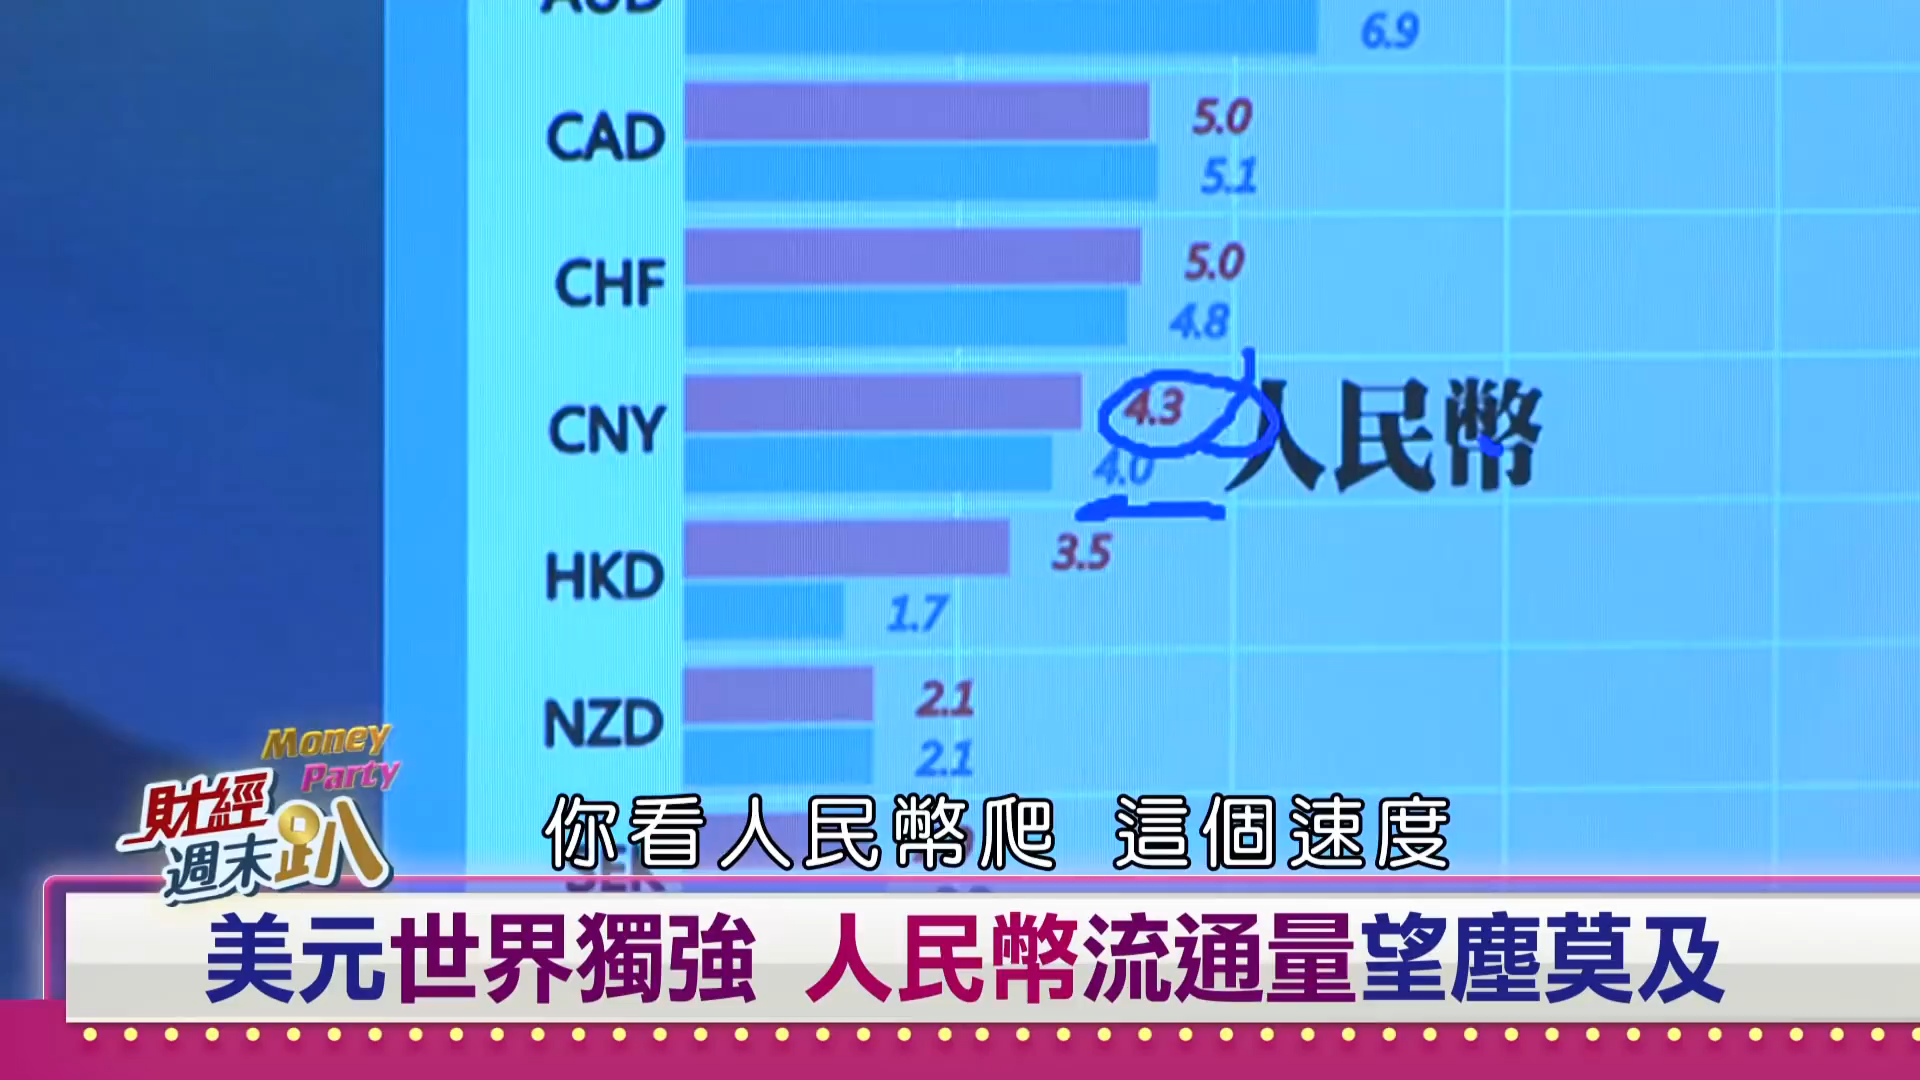 AUD
6.9
CAD
5.0
5.1
CHF
5.0
4.8
CNY
4.3
4.0
人民幣
HKD
3.5
1.7
NZD
2.1
2.1
SEK
Money
Party
財經
週末趴
你看人民幣爬 這個速度
美元世界獨強 人民幣流通量望塵莫及